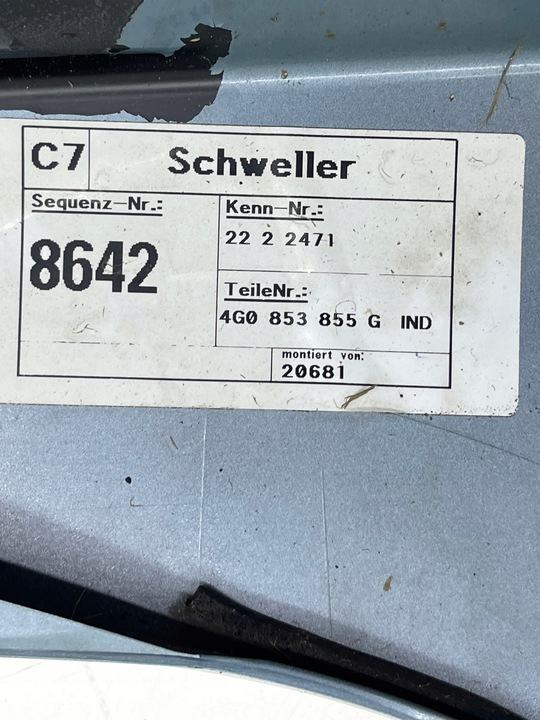 C7 Schweller
Sequenz-Nr.:
8642
Kenn-Nr.:
22 2 2471
TeileNr.:
4G0 853 855 G IND
montiert von:
20681